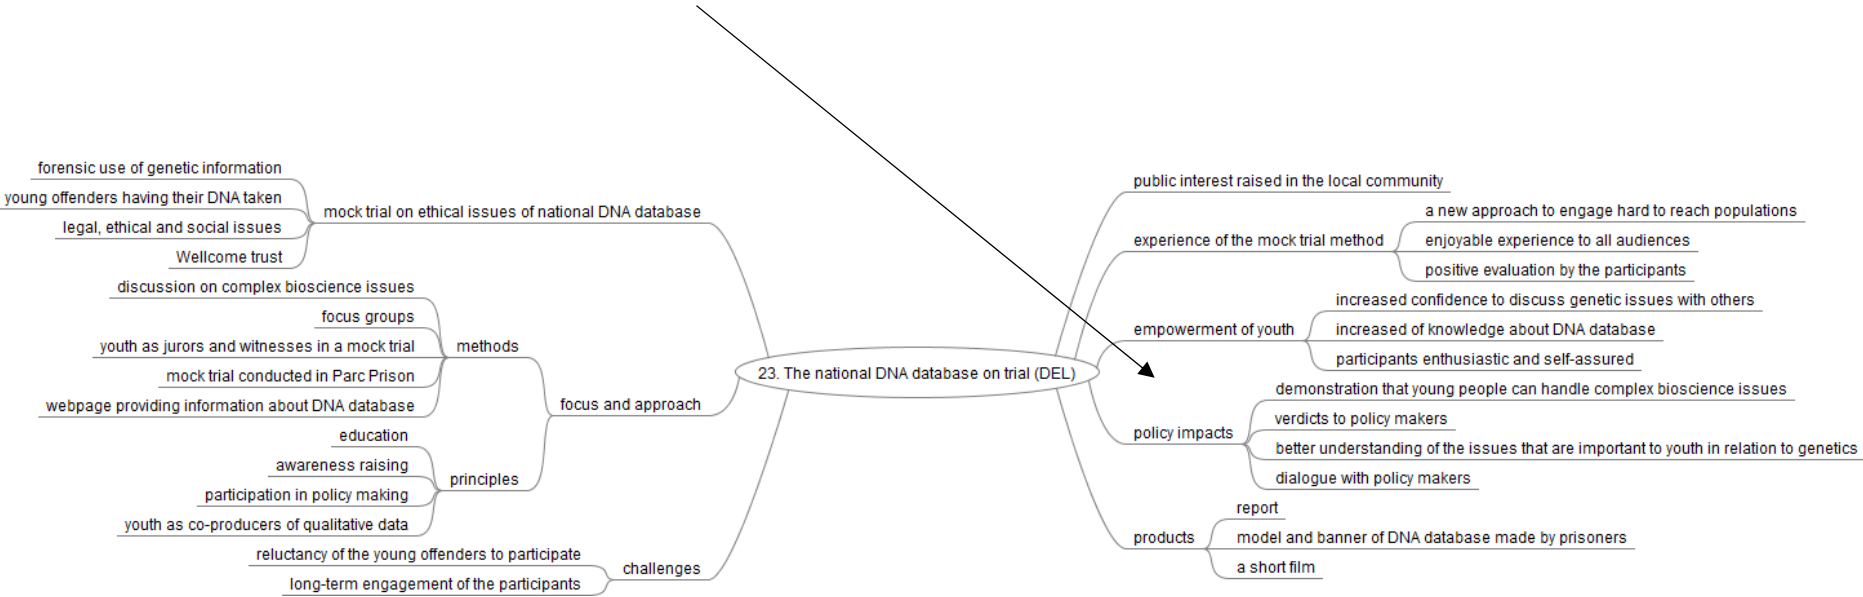 forensic use of genetic information
young offenders having their DNA taken
legal, ethical and social issues
Wellcome trust
mock trial on ethical issues of national DNA database
discussion on complex bioscience issues
focus groups
youth as jurors and witnesses in a mock trial
mock trial conducted in Parc Prison
webpage providing information about DNA database
methods
education
awareness raising
participation in policy making
youth as co-producers of qualitative data
principles
focus and approach
reluctancy of the young offenders to participate
long-term engagement of the participants
challenges
23. The national DNA database on trial (DEL)
public interest raised in the local community
experience of the mock trial method
a new approach to engage hard to reach populations
enjoyable experience to all audiences
positive evaluation by the participants
empowerment of youth
increased confidence to discuss genetic issues with others
increased of knowledge about DNA database
participants enthusiastic and self-assured
policy impacts
demonstration that young people can handle complex bioscience issues
verdicts to policy makers
better understanding of the issues that are important to youth in relation to genetics
dialogue with policy makers
products
report
model and banner of DNA database made by prisoners
a short film